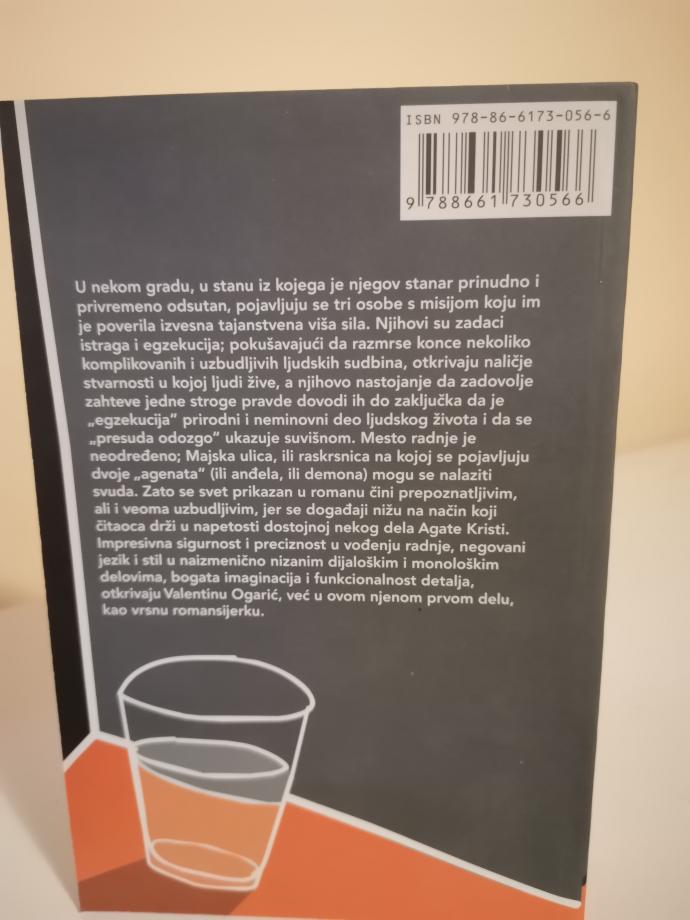 ISBN 978-86-6173-056-6
9 788661 730566
U nekom gradu, u stanu iz kojega je njegov stanar prinudno i
privremeno odsutan, pojavljuju se tri osobe s misijom koju im
je poverila izvesna tajanstvena viša sila. Njihovi su zadaci
istraga i egzekucija; pokušavajući da razmrse konce nekoliko
komplikovanih i uzbudljivih ljudskih sudbina, otkrivaju naličje
stvarnosti u kojoj ljudi žive, a njihovo nastojanje da zadovolje
zahteve jedne stroge pravde dovodi ih do zaključka da je
„egzekucija“ prirodni i neminovni deo ljudskog života i da se
„presuda odozgo“ ukazuje suvišnom. Mesto radnje je
neodređeno; Majska ulica, ili raskrsnica na kojoj se pojavljuju
dvoje „agenata“ (ili anđela, ili demona) mogu se nalaziti
svuda. Zato se svet prikazan u romanu čini prepoznatljivim,
ali i veoma uzbudljivim, jer se događaji nižu na način koji
čitaoca drži u napetosti dostojnoj nekog dela Agate Kristi.
Impresivna sigurnost i preciznost u vođenju radnje, negovani
jezik i stil u naizmenično nizanim dijaloškim i monološkim
delovima, bogata imaginacija i funkcionalnost detalja,
otkrivaju Valentinu Ogarić, već u ovom njenom prvom delu,
kao vrsnu romansijerku.